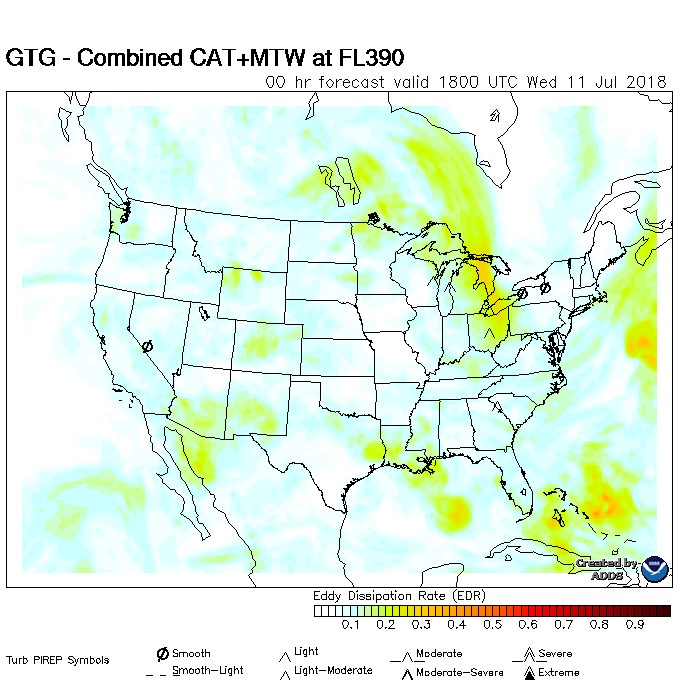 GTG - Combined CAT+MTW at FL390
00 hr forecast valid 1800 UTC Wed 11 Jul 2018
Created by
ADDS
Eddy Dissipation Rate (EDR)
0.1 0.2 0.3 0.4 0.5 0.6 0.7 0.8 0.9
Turb PIREP Symbols
Smooth Light Moderate Severe
Smooth-Light Light-Moderate Moderate-Severe Extreme